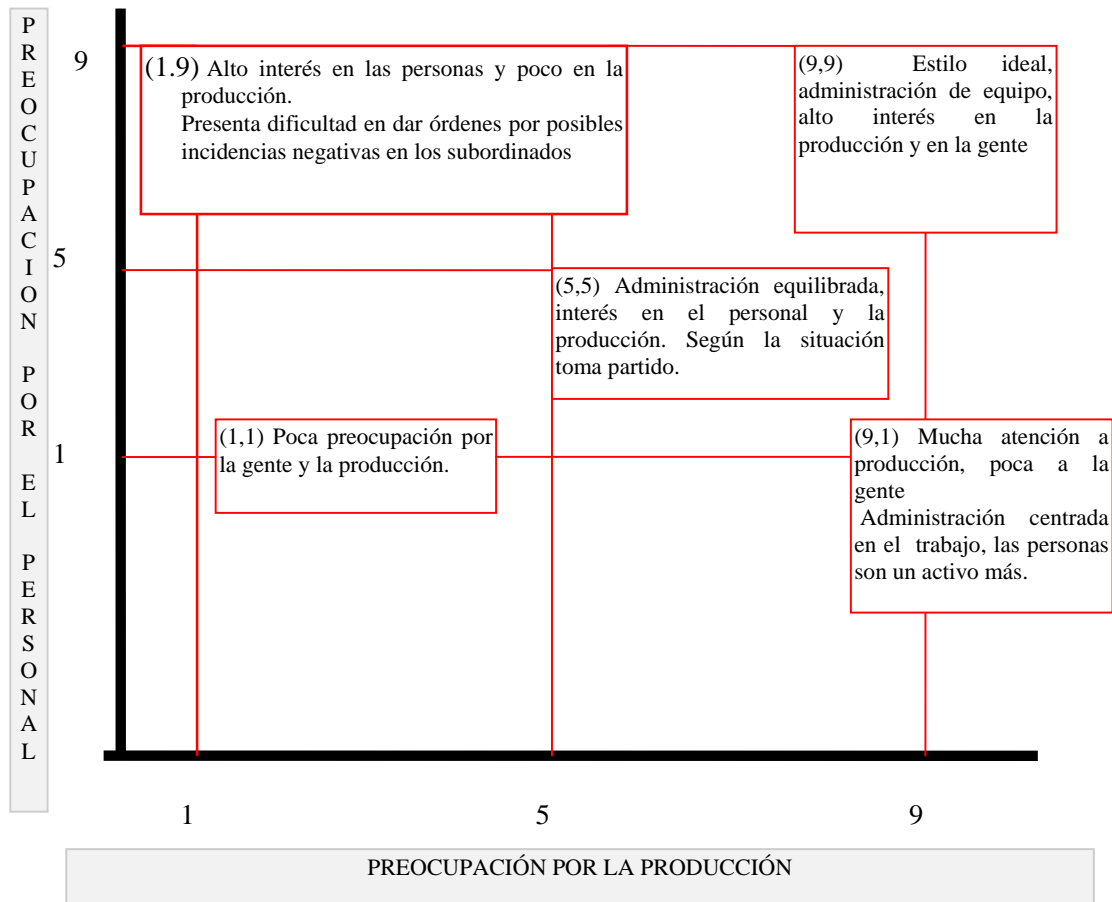 PREOCUPACION POR EL PERSONAL
9
(1.9) Alto interés en las personas y poco en la
producción.
Presenta dificultad en dar órdenes por posibles
incidencias negativas en los subordinados
(9,9) Estilo ideal,
administración de equipo,
alto interés en la
producción y en la gente
5
(5,5) Administración equilibrada,
interés en el personal y la
producción. Según la situación
toma partido.
1
(1,1) Poca preocupación por
la gente y la producción.
(9,1) Mucha atención a
producción, poca a la
gente
Administración centrada
en el trabajo, las personas
son un activo más.
1 5 9
PREOCUPACIÓN POR LA PRODUCCIÓN